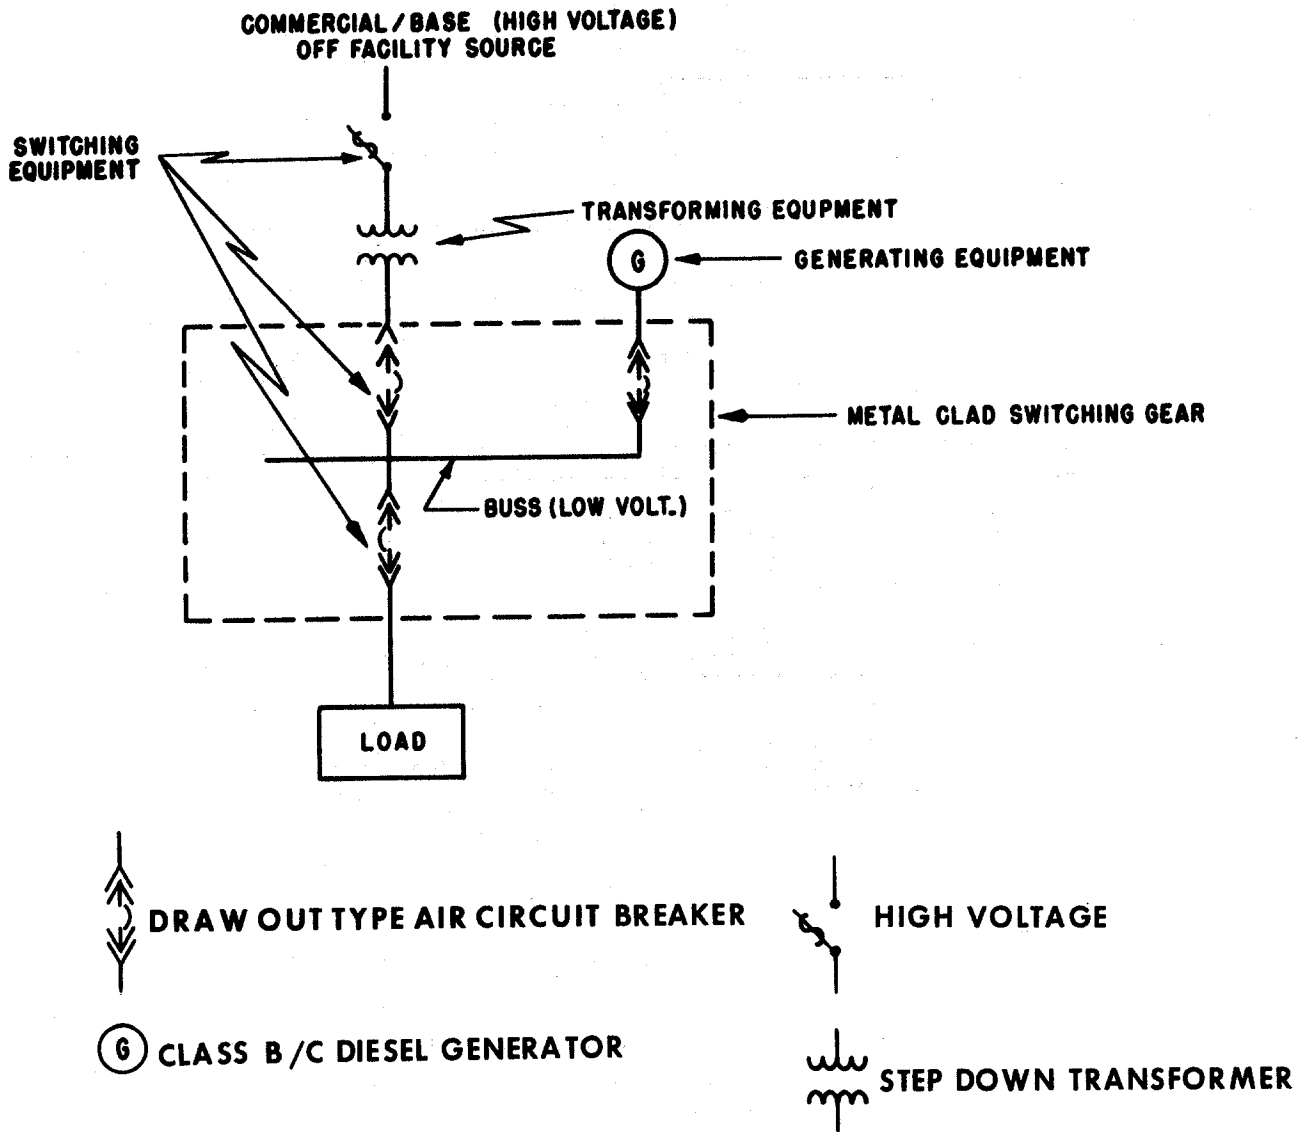 COMMERCIAL/BASE (HIGH VOLTAGE)
OFF FACILITY SOURCE
SWITCHING
EQUIPMENT
TRANSFORMING EQUPMENT
G
GENERATING EQUIPMENT
METAL CLAD SWITCHING GEAR
BUSS (LOW VOLT.)
LOAD
DRAW OUT TYPE AIR CIRCUIT BREAKER
HIGH VOLTAGE
G
CLASS B/C DIESEL GENERATOR
STEP DOWN TRANSFORMER